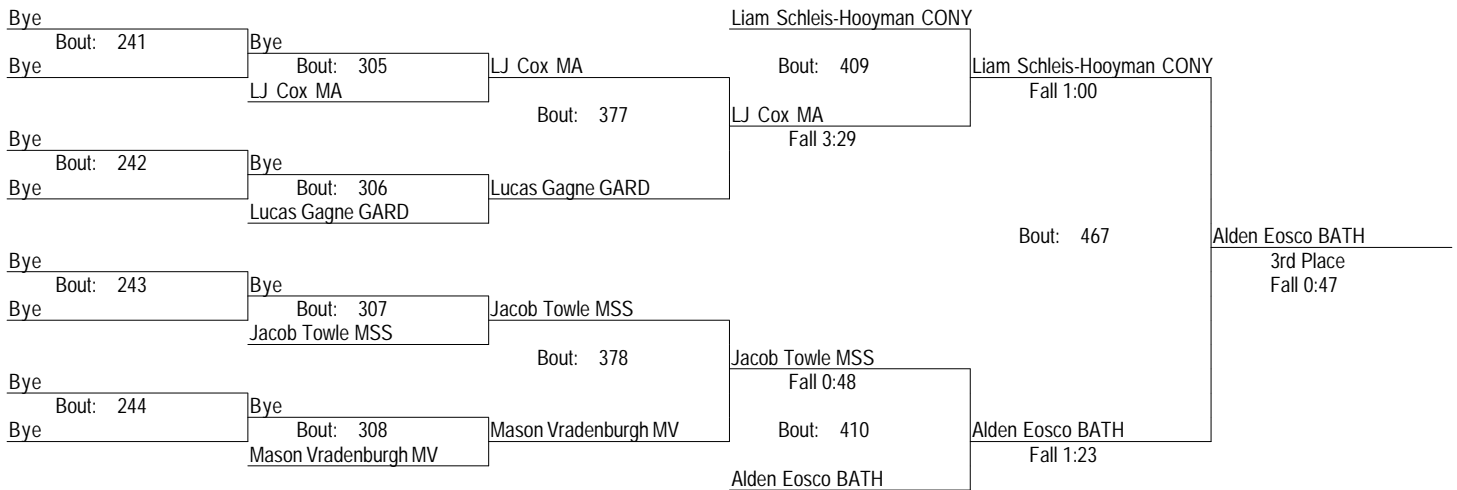 Bye
Liam Schleis-Hooyman CONY
Bout: 241
Bye
Bye
Bout: 305
LJ Cox MA
Bout: 409
Liam Schleis-Hooyman CONY
LJ Cox MA
Fall 1:00
Bout: 377
LJ Cox MA
Bye
Fall 3:29
Bout: 242
Bye
Bye
Bout: 306
Lucas Gagne GARD
Lucas Gagne GARD
Bout: 467
Alden Eosco BATH
Bye
3rd Place
Bout: 243
Bye
Fall 0:47
Bye
Bout: 307
Jacob Towle MSS
Jacob Towle MSS
Bout: 378
Jacob Towle MSS
Bye
Fall 0:48
Bout: 244
Bye
Bye
Bout: 308
Mason Vradenburgh MV
Bout: 410
Alden Eosco BATH
Mason Vradenburgh MV
Fall 1:23
Alden Eosco BATH